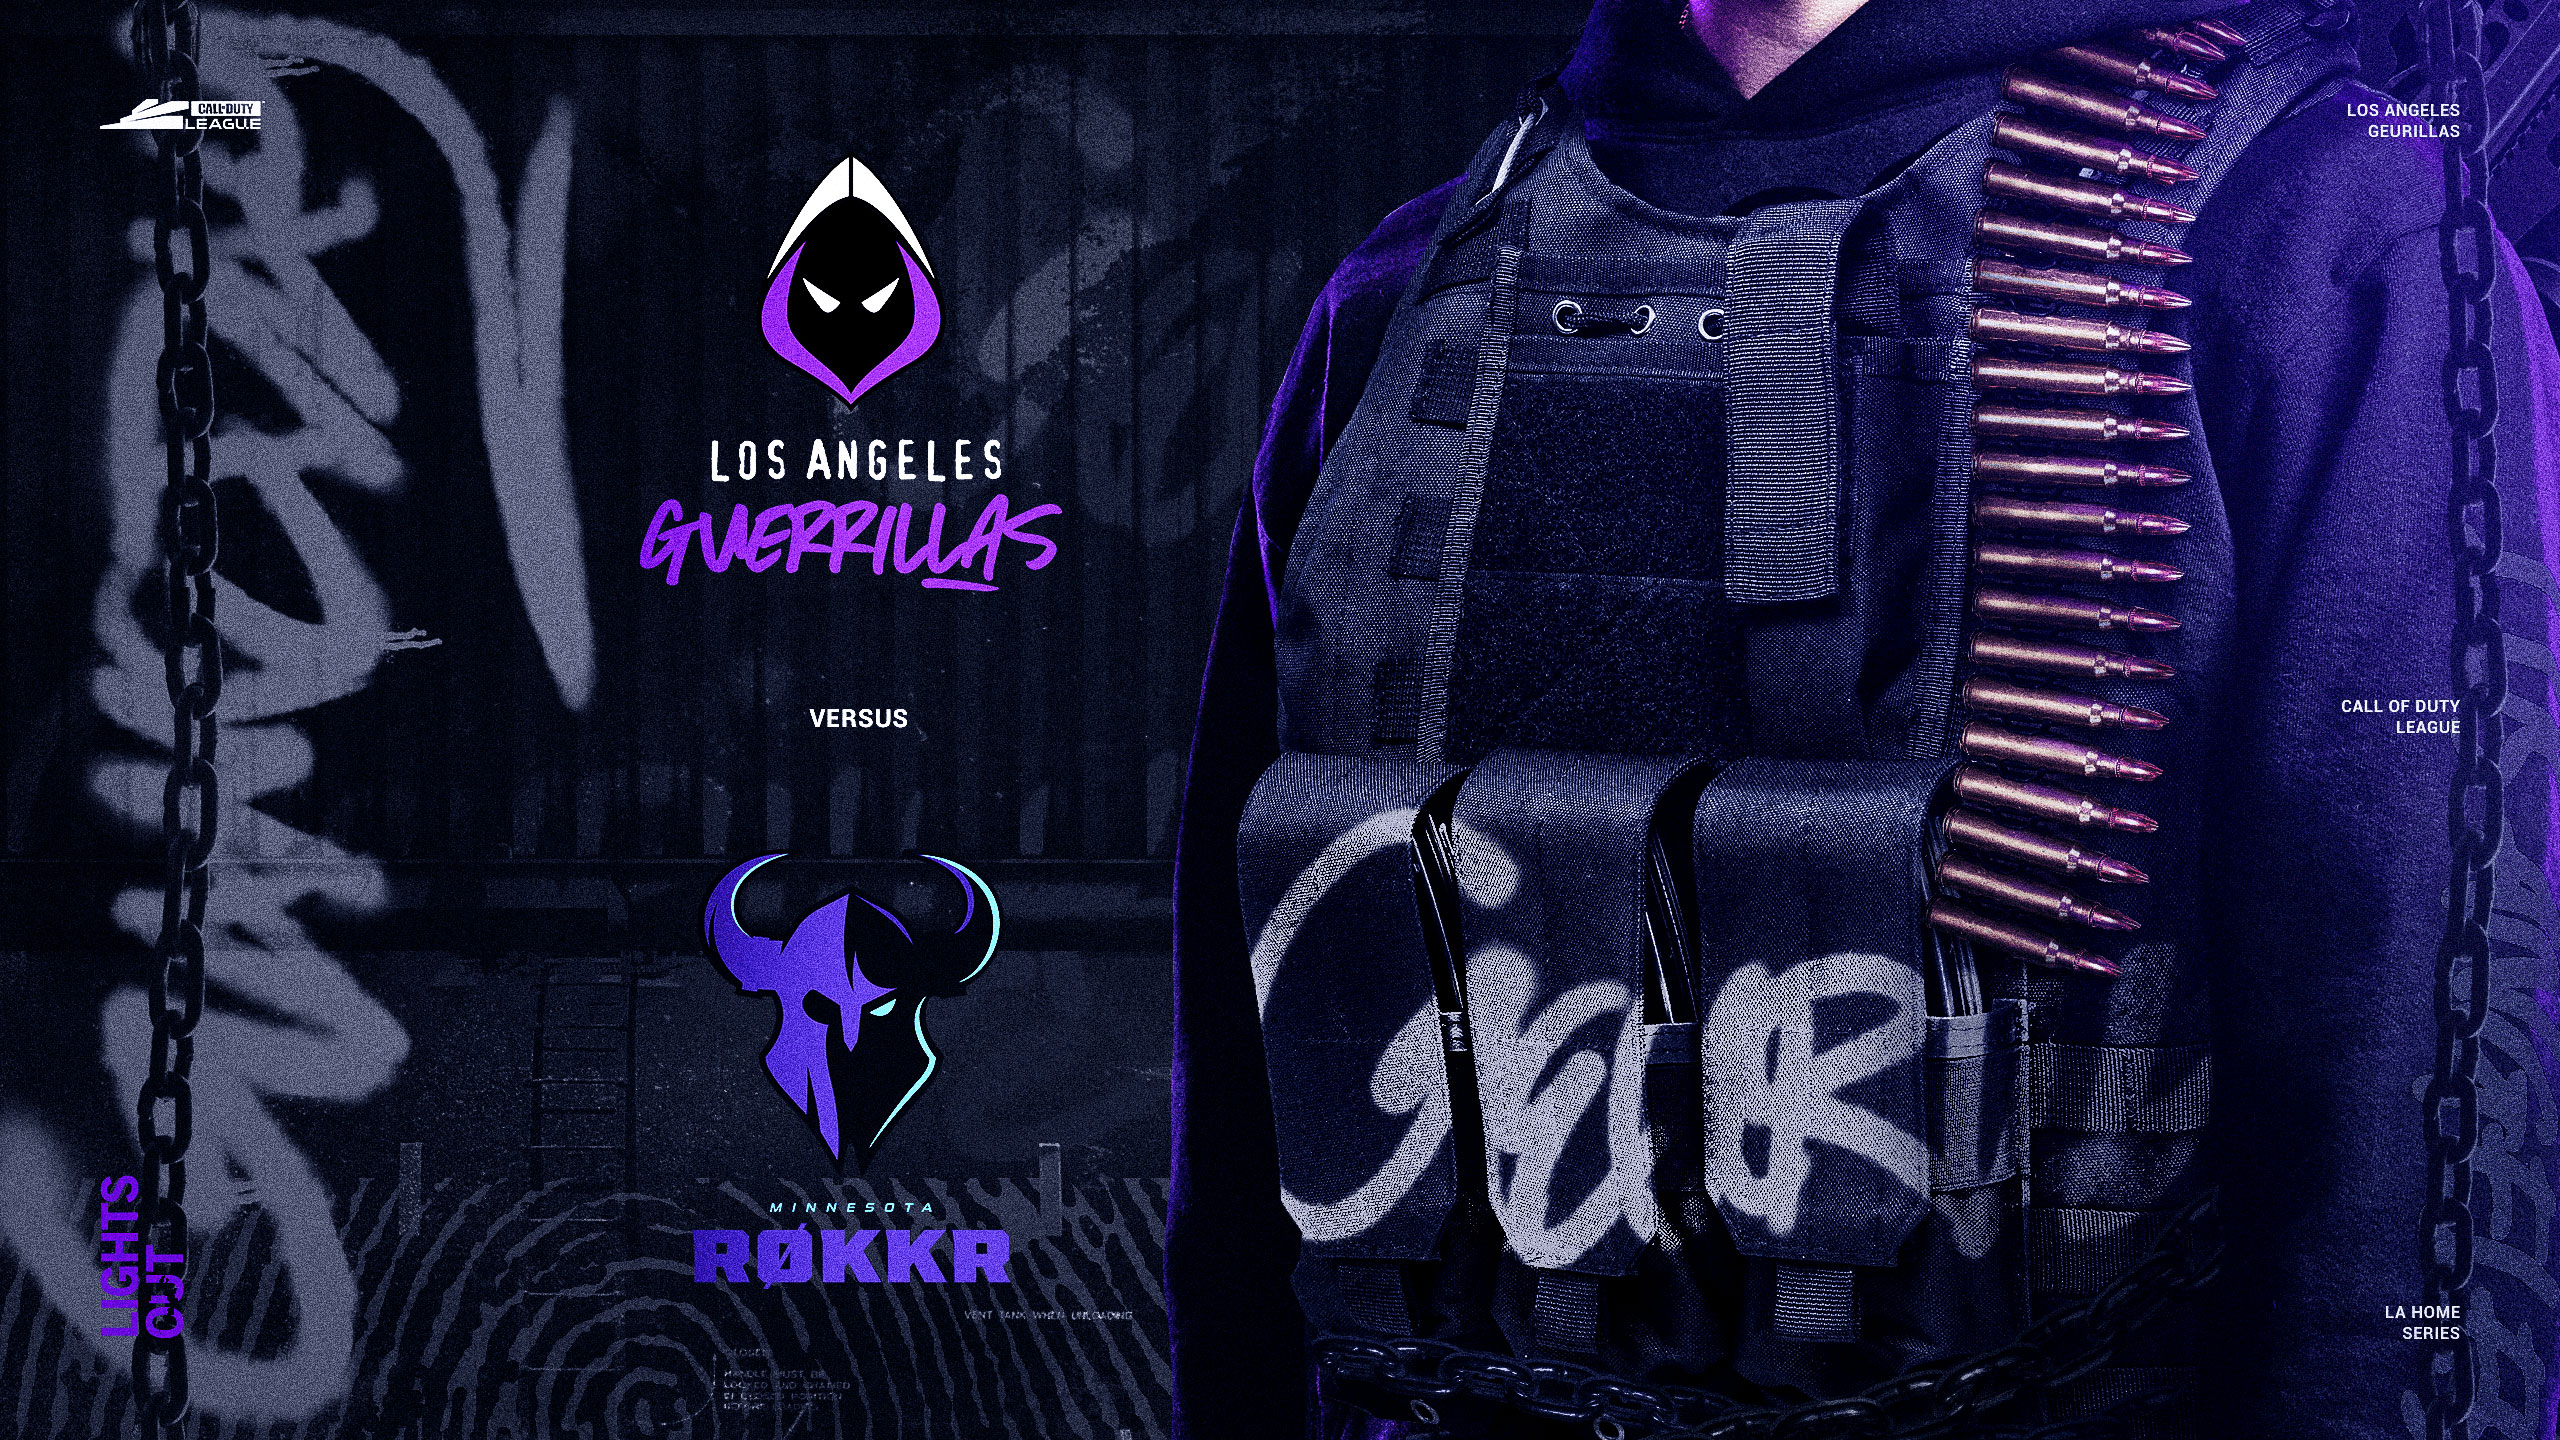 CALL OF DUTY
LEAGUE
LOS ANGELES
GEURILLAS
LOS ANGELES
GUERRILLAS
VERSUS
CALL OF DUTY
LEAGUE
MINNESOTA
RØKKR
LIGHTS
OUT
VENT TANK WHEN UNLOADING
LA HOME
SERIES